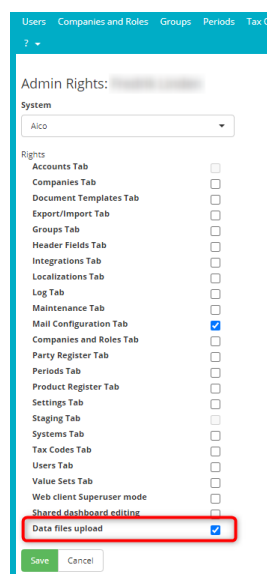 Users Companies and Roles Groups Periods Tax
?
Admin Rights:
System
Aico
Rights
Accounts Tab
Companies Tab
Document Templates Tab
Export/Import Tab
Groups Tab
Header Fields Tab
Integrations Tab
Localizations Tab
Log Tab
Maintenance Tab
Mail Configuration Tab
Companies and Roles Tab
Party Register Tab
Periods Tab
Product Register Tab
Settings Tab
Staging Tab
Systems Tab
Tax Codes Tab
Users Tab
Value Sets Tab
Web client Superuser mode
Shared dashboard editing
Data files upload
Save Cancel